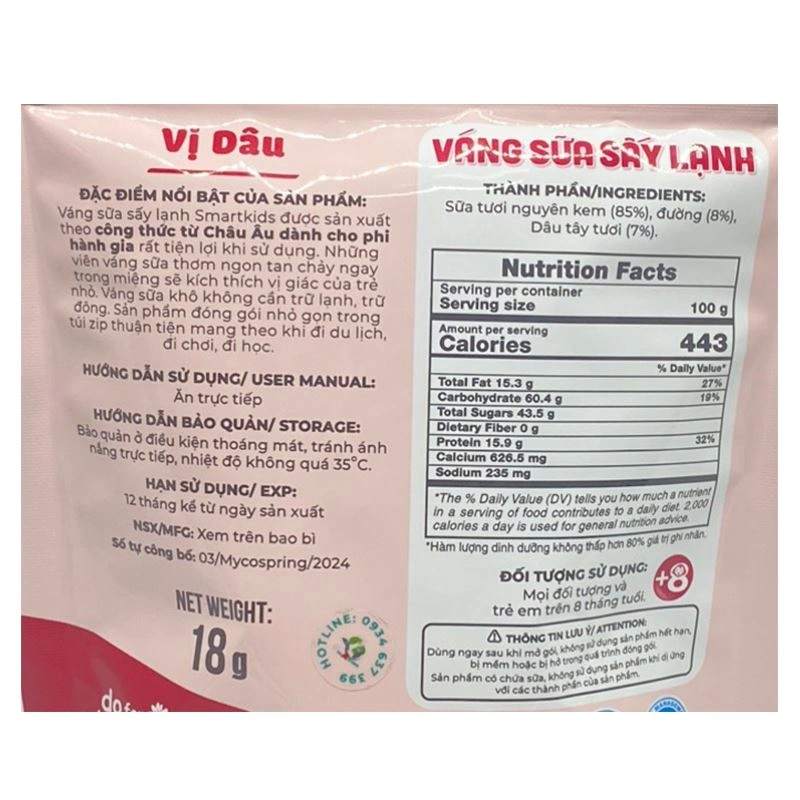 Vị Dâu
ĐẶC ĐIỂM NỔI BẬT CỦA SẢN PHẨM:
Váng sữa sấy lạnh Smartkids được sản xuất
theo công thức từ Châu Âu dành cho phi
hành gia rất tiện lợi khi sử dụng. Những
viên váng sữa thơm ngon tan chảy ngay
trong miệng sẽ kích thích vị giác của trẻ
nhỏ. Váng sữa khô không cần trữ lạnh, trữ
đông. Sản phẩm đóng gói nhỏ gọn trong
túi zip thuận tiện mang theo khi đi du lịch,
đi chơi, đi học.
HƯỚNG DẪN SỬ DỤNG/ USER MANUAL:
Ăn trực tiếp
HƯỚNG DẪN BẢO QUẢN/ STORAGE:
Bảo quản ở điều kiện thoáng mát, tránh ánh
nắng trực tiếp, nhiệt độ không quá 35°C.
HẠN SỬ DỤNG/ EXP:
12 tháng kể từ ngày sản xuất
NSX/MFG: Xem trên bao bì
Số tự công bố: 03/Mycospring/2024
NET WEIGHT:
18 g
HOTLINE: 0934 637 399
VÁNG SỮA SẤY LẠNH
THÀNH PHẦN/INGREDIENTS:
Sữa tươi nguyên kem (85%), đường (8%),
Dâu tây tươi (7%).
Nutrition Facts
Serving per container
Serving size 100 g
Amount per serving
Calories 443
% Daily Value*
Total Fat 15.3 g 27%
Carbohydrate 60.4 g 19%
Total Sugars 43.5 g
Dietary Fiber 0 g
Protein 15.9 g 32%
Calcium 626.5 mg
Sodium 235 mg
*The % Daily Value (DV) tells you how much a nutrient
in a serving of food contributes to a daily diet. 2,000
calories a day is used for general nutrition advice.
*Hàm lượng dinh dưỡng không thấp hơn 80% giá trị ghi nhãn.
ĐỐI TƯỢNG SỬ DỤNG:
Mọi đối tượng và
trẻ em trên 8 tháng tuổi.
+8
THÔNG TIN LƯU Ý/ ATTENTION:
Dùng ngay sau khi mở gói, không sử dụng sản phẩm hết hạn,
bị mềm hoặc bị hở trong quá trình đóng gói.
Sản phẩm có chứa sữa, không sử dụng sản phẩm khi dị ứng
với các thành phần của sản phẩm.